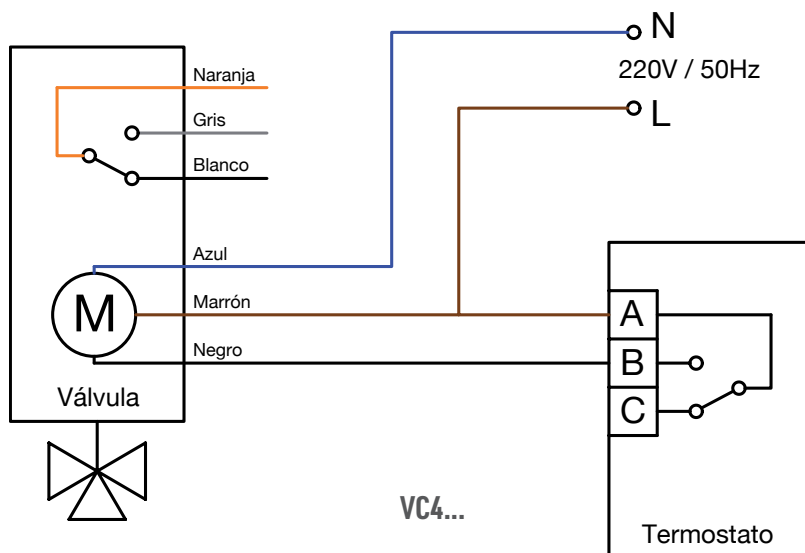 Naranja
Gris
Blanco
Azul
Marrón
Negro
M
Válvula
N
220V / 50Hz
L
A
B
C
VC4...
Termostato